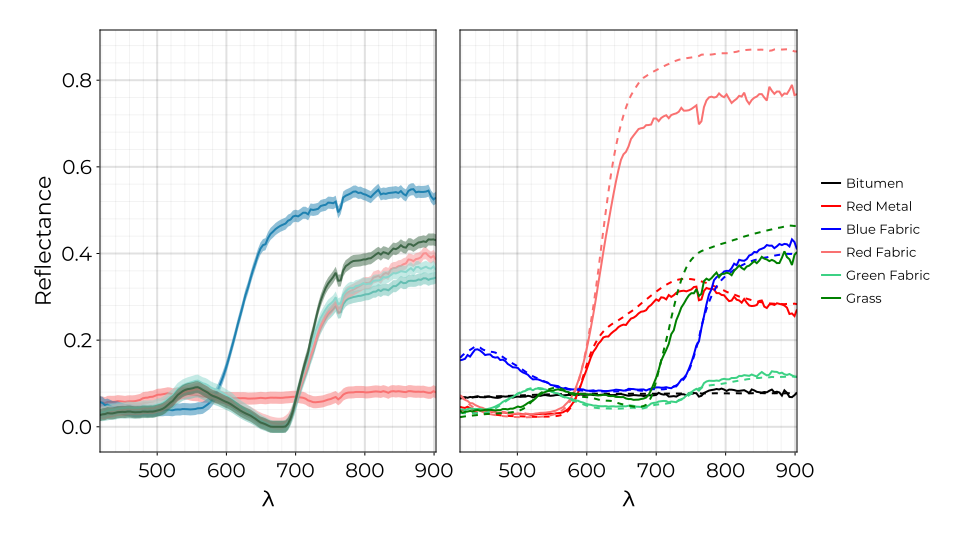 Reflectance
0.8
0.6
0.4
0.2
0.0
500 600 700 800 900
λ
500 600 700 800 900
λ
Bitumen
Red Metal
Blue Fabric
Red Fabric
Green Fabric
Grass